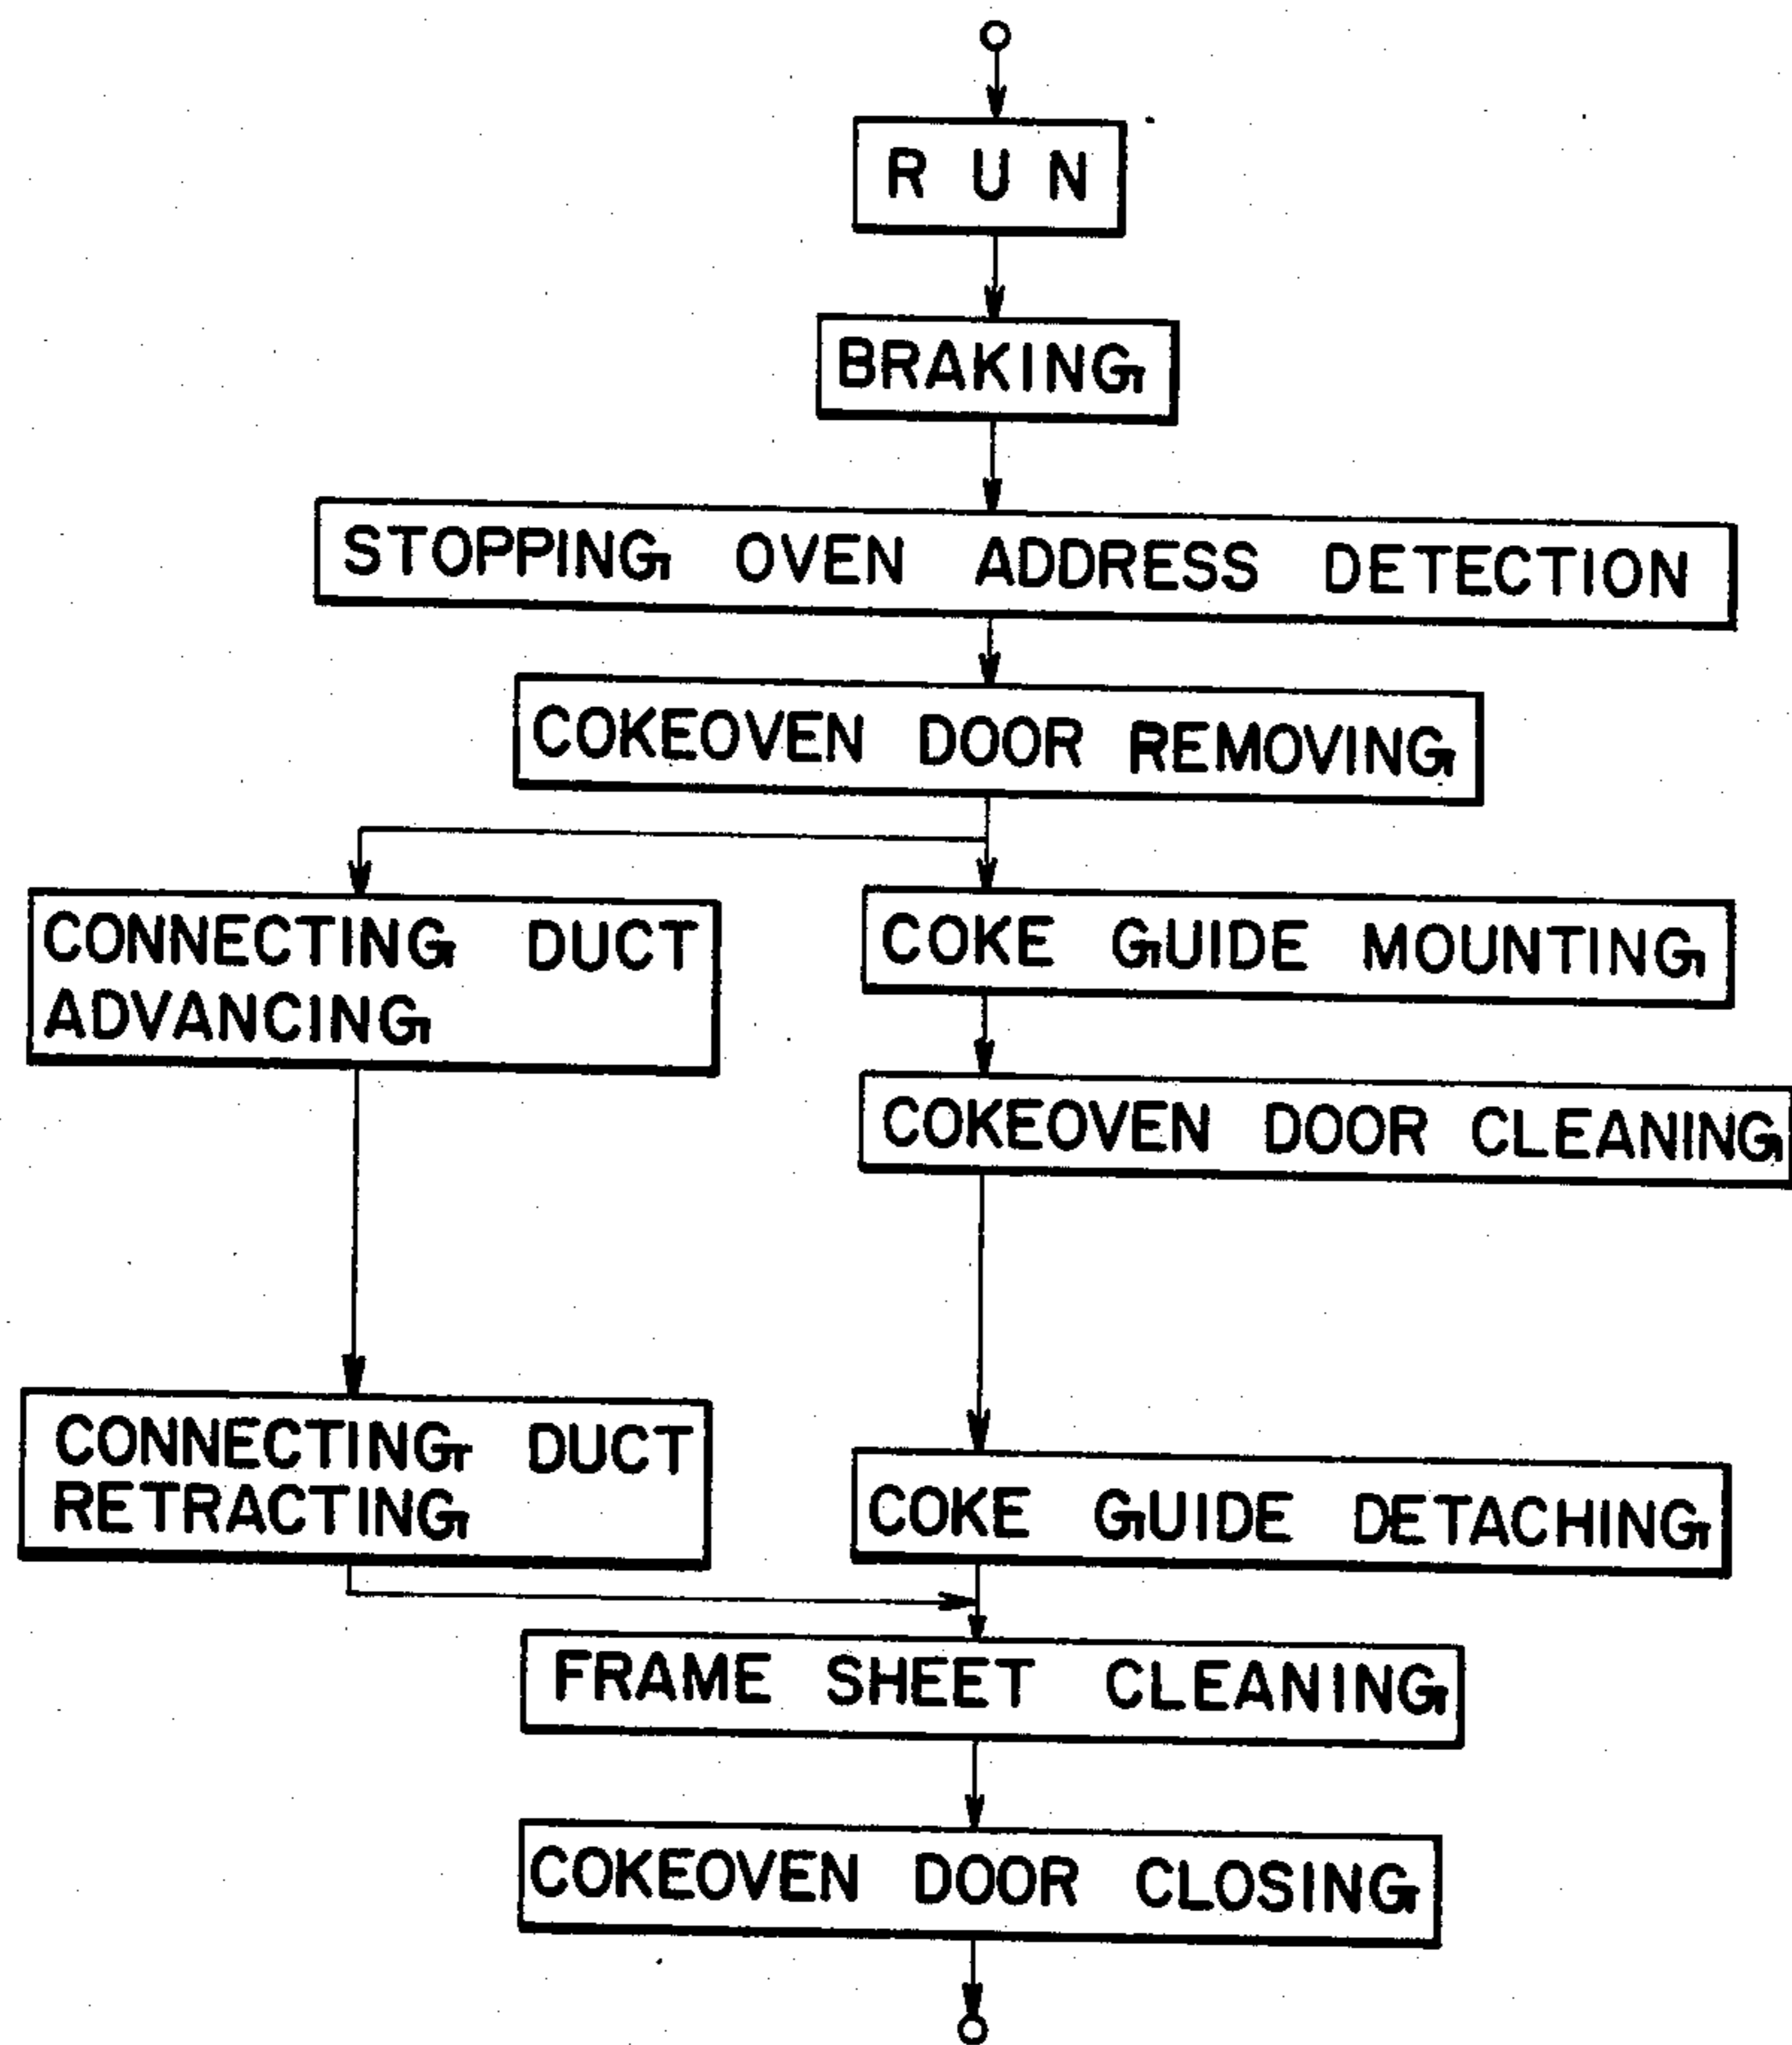 RUN
BRAKING
STOPPING OVEN ADDRESS DETECTION
COKEOVEN DOOR REMOVING
CONNECTING DUCT
ADVANCING
COKE GUIDE MOUNTING
COKEOVEN DOOR CLEANING
CONNECTING DUCT
RETRACTING
COKE GUIDE DETACHING
FRAME SHEET CLEANING
COKEOVEN DOOR CLOSING